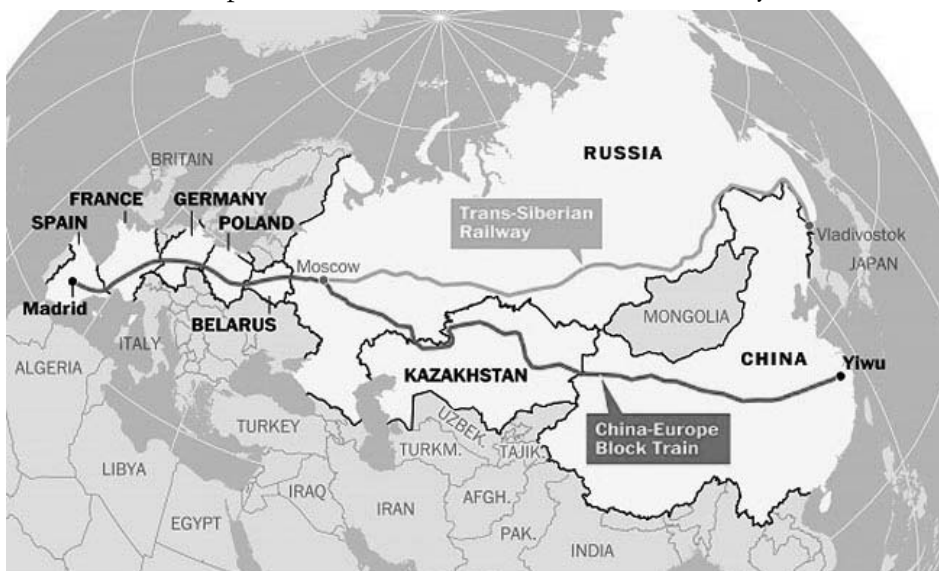 RUSSIA
BRITAIN
FRANCE
GERMANY
SPAIN
POLAND
Trans-Siberian
Railway
Vladivostok
Moscow
JAPAN
Madrid
MONGOLIA
BELARUS
ITALY
CHINA
Yiwu
ALGERIA
KAZAKHSTAN
UZBEK.
TURKEY
China-Europe
Block Train
TURKM.
TAJIK.
LIBYA
IRAQ
IRAN
AFGH.
EGYPT
PAK.
INDIA